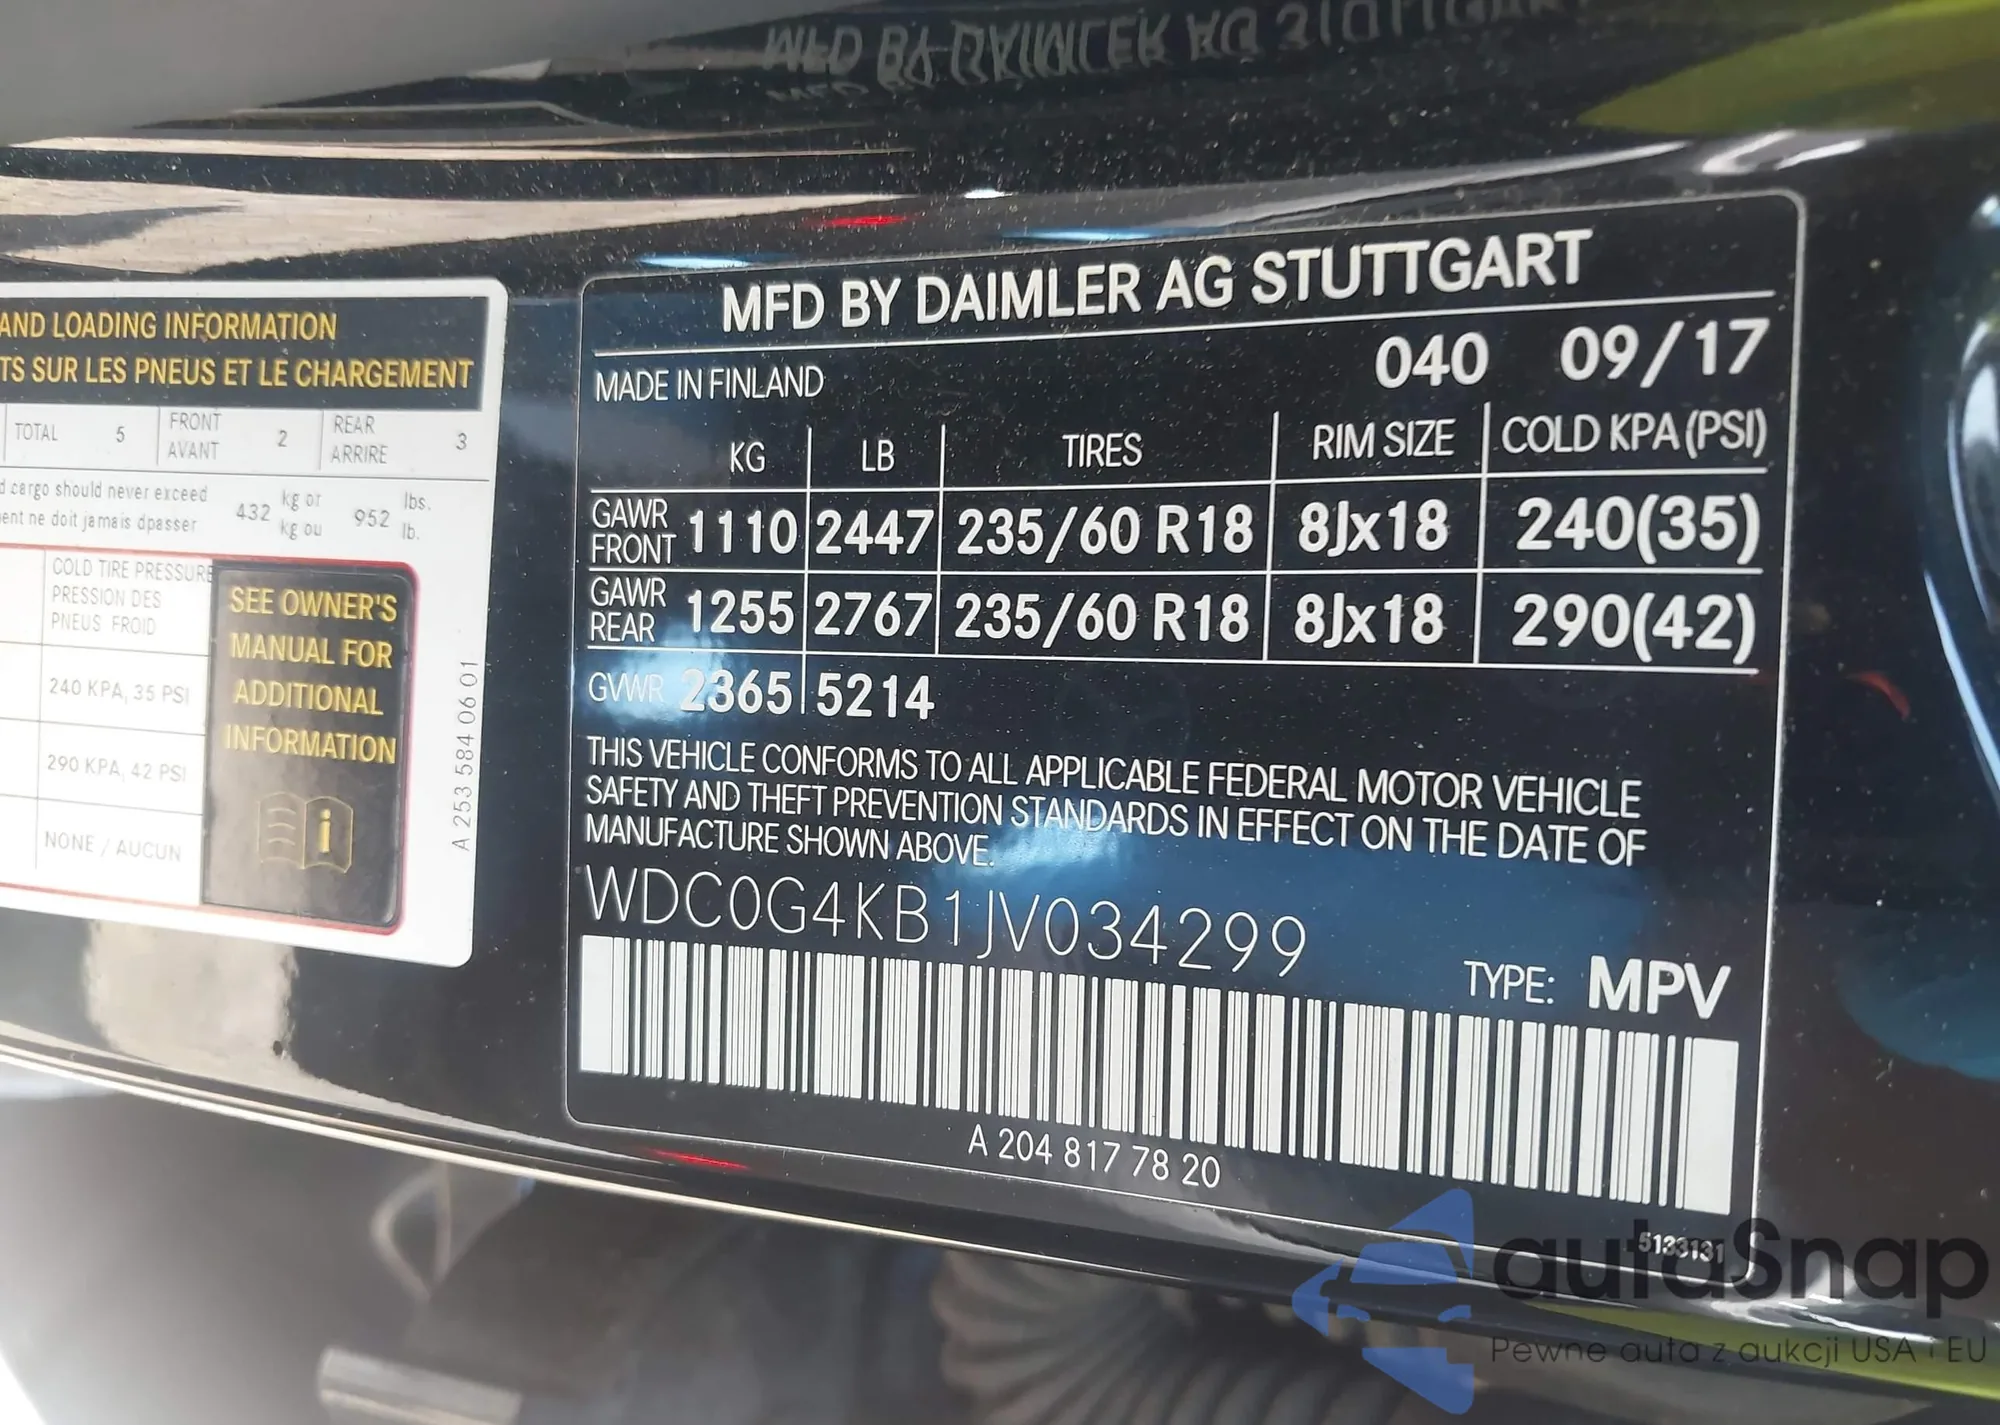 AND LOADING INFORMATION
TS SUR LES PNEUS ET LE CHARGEMENT
TOTAL 5 FRONT AVANT 2 REAR ARRIRE 3
cargo should never exceed
ent ne doit jamais dpasser
432 kg or kg ou 952 lbs. lb.
COLD TIRE PRESSURE
PRESSION DES
PNEUS FROID
240 KPA, 35 PSI
290 KPA, 42 PSI
NONE / AUCUN
SEE OWNER'S
MANUAL FOR
ADDITIONAL
INFORMATION
i
A 253 584 06 01
MFD BY DAIMLER AG STUTTGART
MADE IN FINLAND 040 09/17
KG LB TIRES RIM SIZE COLD KPA (PSI)
GAWR FRONT 1110 2447 235/60 R18 8Jx18 240(35)
GAWR REAR 1255 2767 235/60 R18 8Jx18 290(42)
GVWR 2365 5214
THIS VEHICLE CONFORMS TO ALL APPLICABLE FEDERAL MOTOR VEHICLE
SAFETY AND THEFT PREVENTION STANDARDS IN EFFECT ON THE DATE OF
MANUFACTURE SHOWN ABOVE.
WDC0G4KB1JV034299
TYPE: MPV
A 204 817 78 20
5133131
autoSnap
Pewne auta z aukcji USA i EU